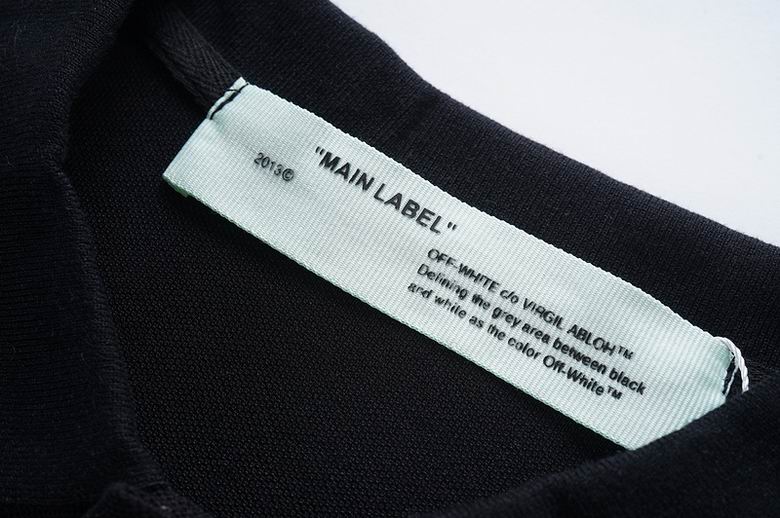 2013©
"MAIN LABEL"
OFF-WHITE c/o VIRGIL ABLOH™
Defining the grey area between black
and white as the color Off-White™